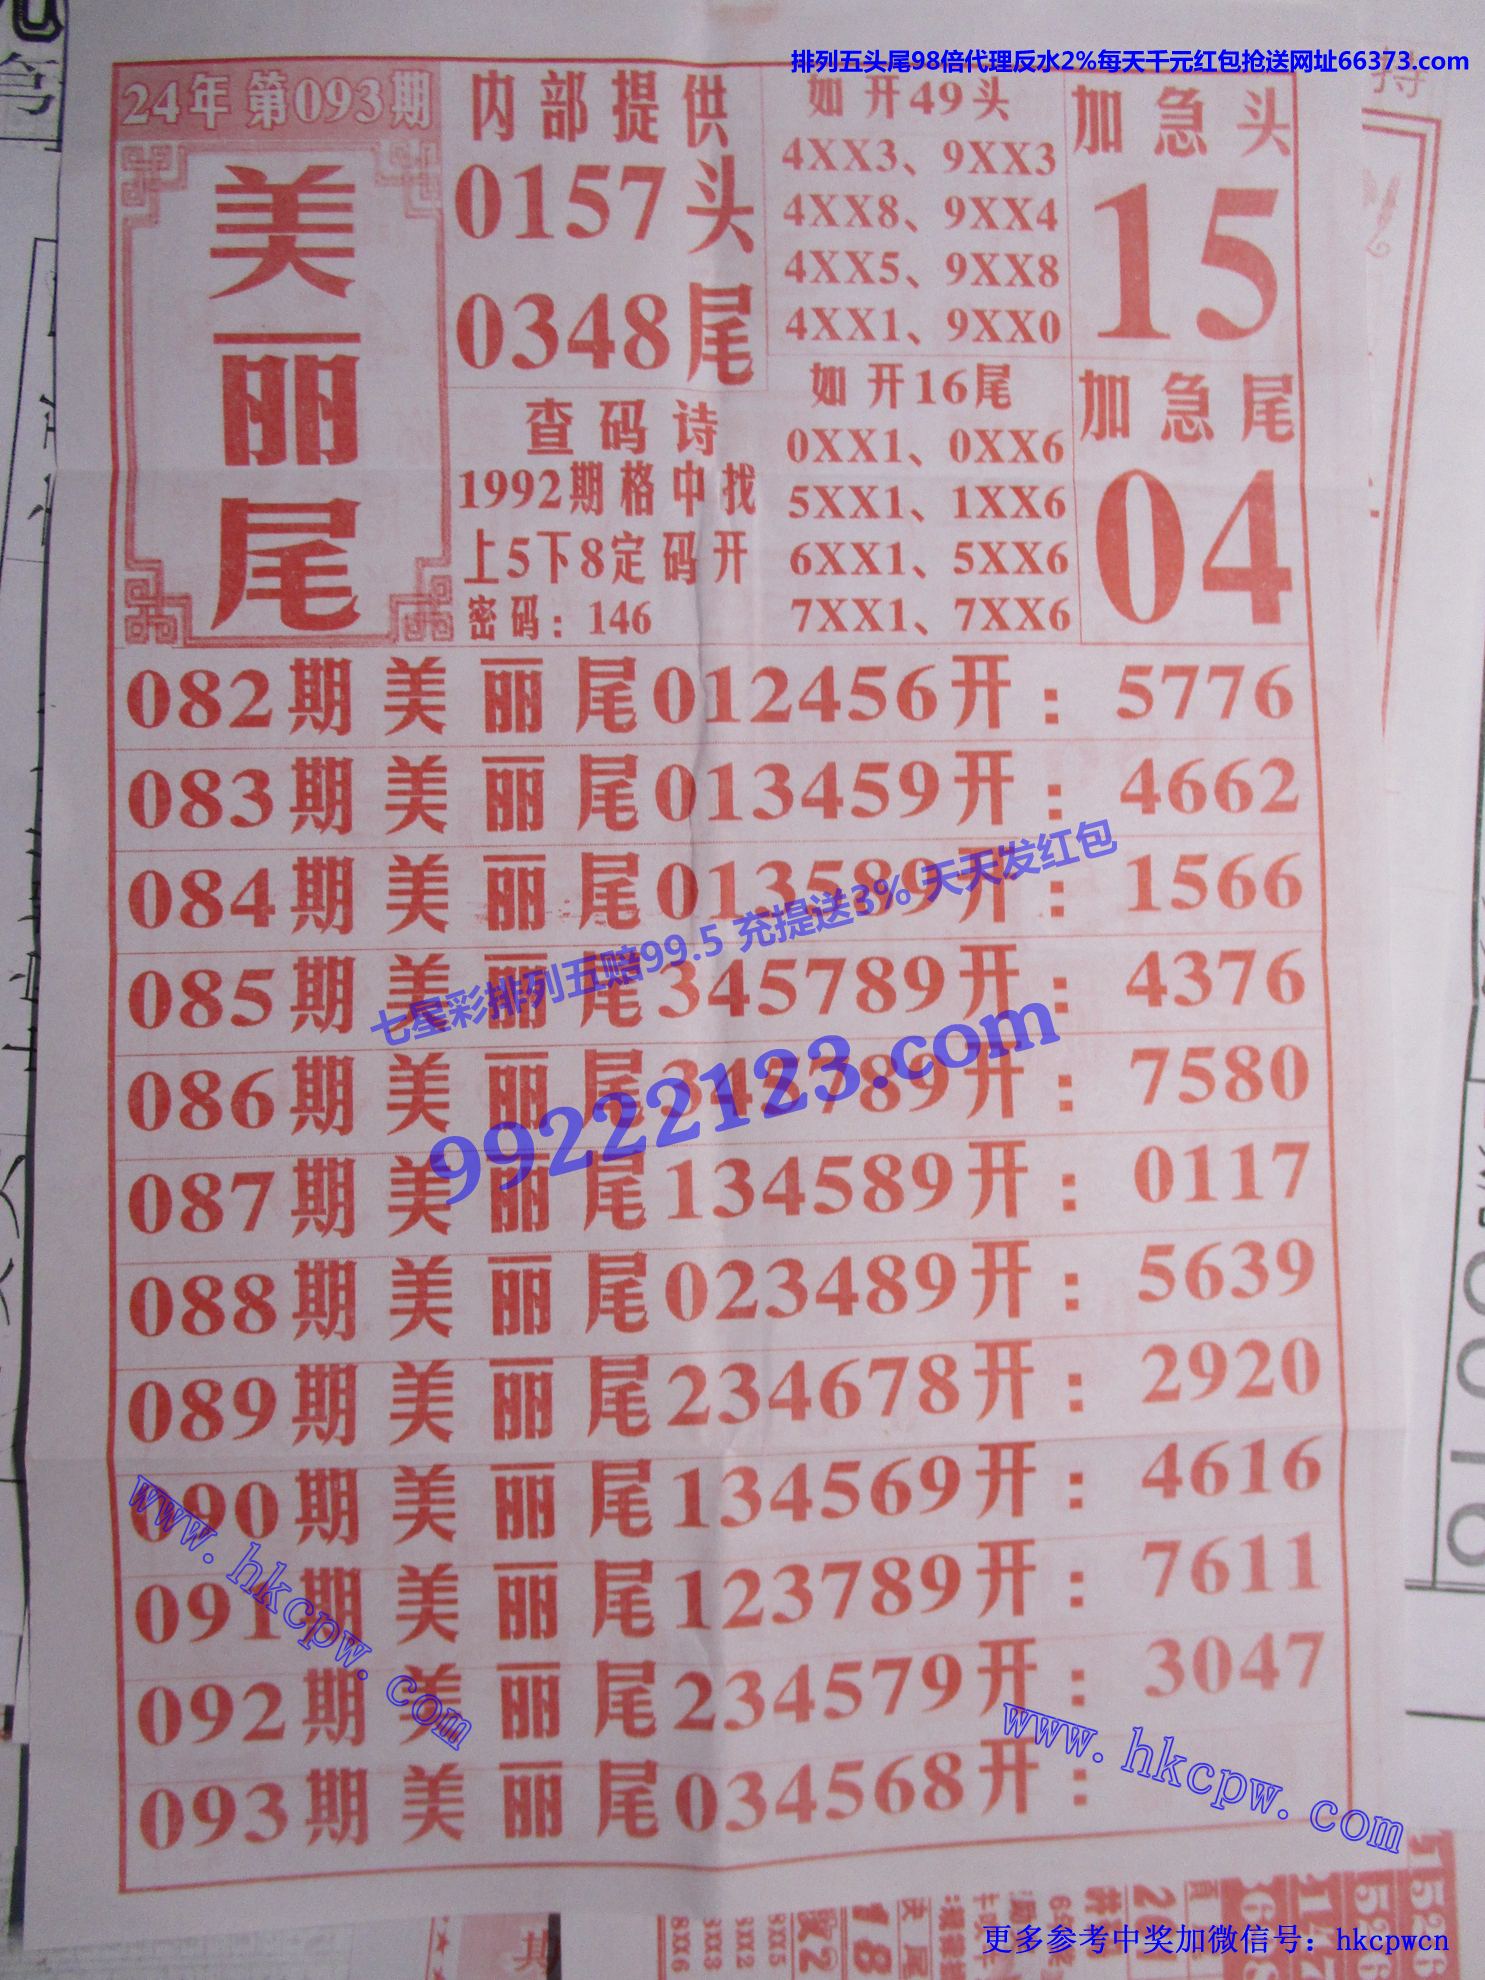 排列五头尾98倍代理反水2%每天千元红包抢送网址66373.com
24年 第093期
美丽尾
内部提供
0157头
0348尾
查码诗
1992期格中找
上5下8定码开
密码：146
如开49头
4XX3、9XX3
4XX8、9XX4
4XX5、9XX8
4XX1、9XX0
如开16尾
0XX1、0XX6
5XX1、1XX6
6XX1、5XX6
7XX1、7XX6
加急头
15
加急尾
04
082期美丽尾012456开：5776
083期美丽尾013459开：4662
084期美丽尾013589开：1566
085期美丽尾345789开：4376
086期美丽尾345789开：7580
087期美丽尾134589开：0117
088期美丽尾023489开：5639
089期美丽尾234678开：2920
090期美丽尾134569开：4616
091期美丽尾123789开：7611
092期美丽尾234579开：3047
093期美丽尾034568开：
七星彩排列五赔99.5 充提送3% 天天发红包
99222123.com
www.hkcpw.com
www.hkcpw.com
更多参考中奖加微信号：hkcpwcn